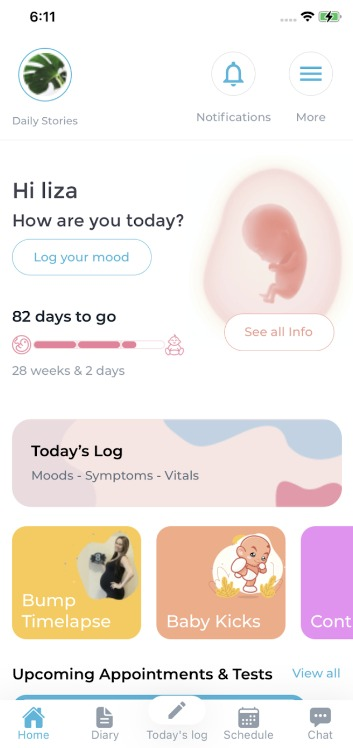 6:11
Daily Stories
Notifications
More
Hi liza
How are you today?
Log your mood
82 days to go
See all Info
28 weeks & 2 days
Today's Log
Moods - Symptoms - Vitals
Bump
Timelapse
Baby Kicks
Cont
Upcoming Appointments & Tests
View all
Home
Diary
Today's log
Schedule
Chat